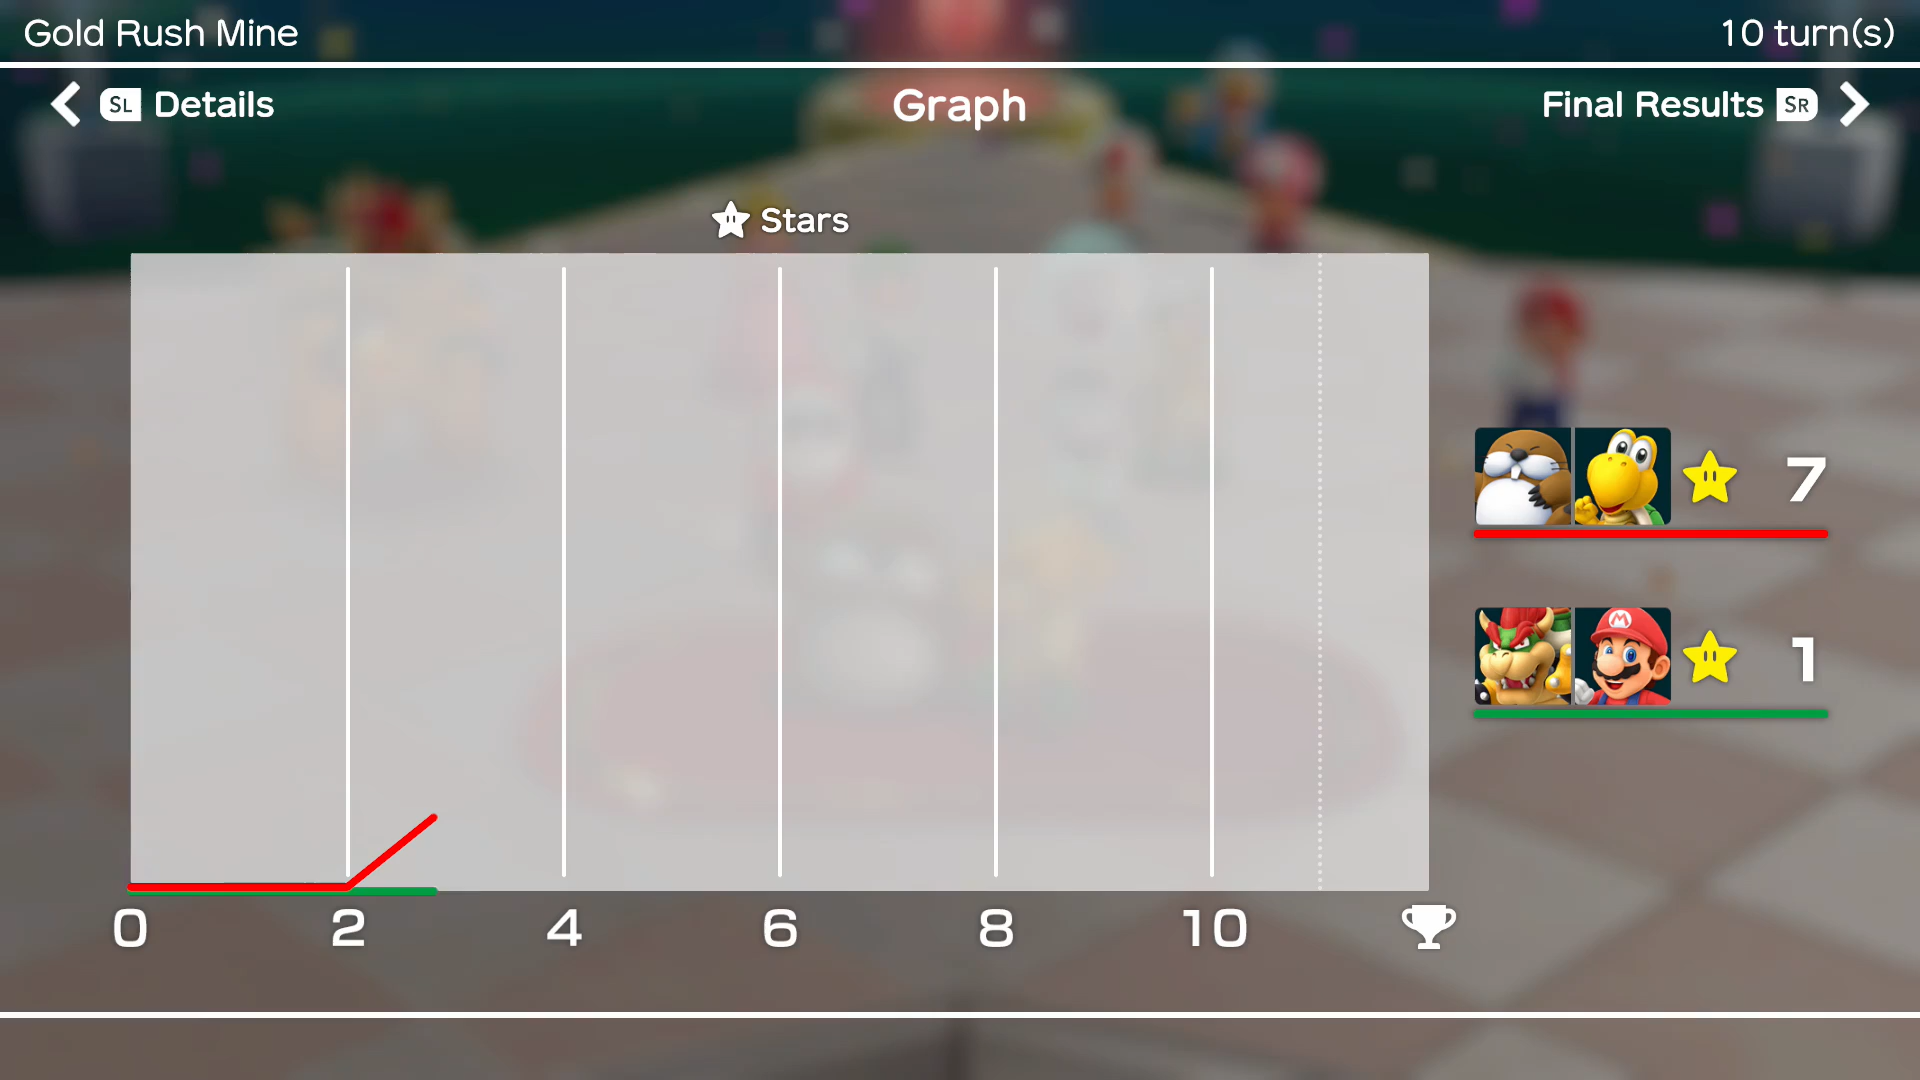 Gold Rush Mine
10 turn(s)
SL Details
Graph
Final Results SR
Stars
7
M
1
0 2 4 6 8 10